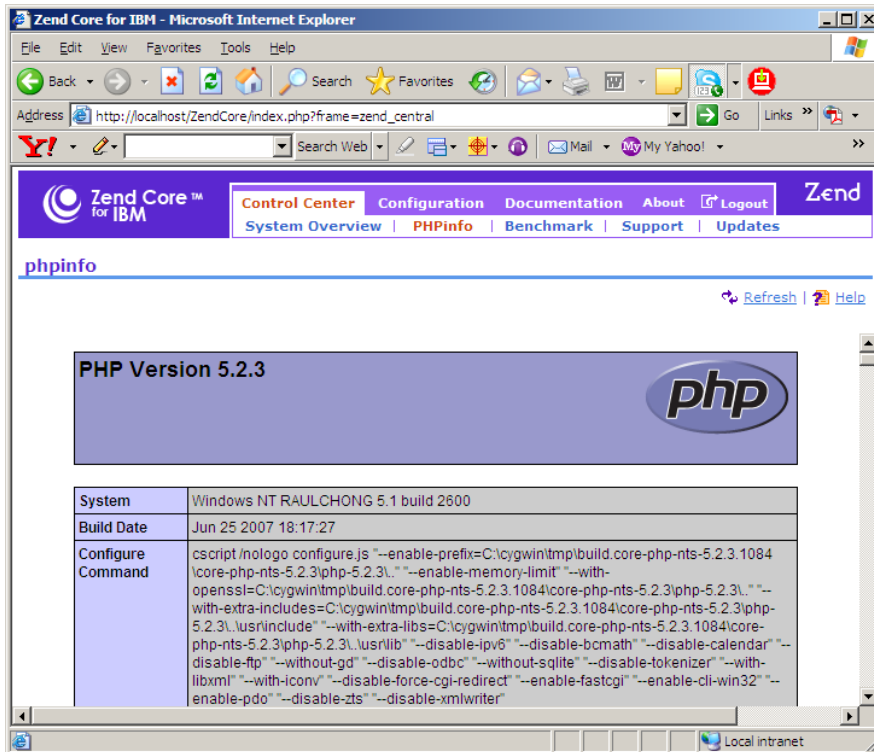 Zend Core for IBM - Microsoft Internet Explorer
File Edit View Favorites Tools Help
Back Search Favorites
Address http://localhost/ZendCore/index.php?frame=zend_central Go Links »
Y! Search Web Mail My My Yahoo! »
Zend Core ™
for IBM
Control Center Configuration Documentation About Logout
Zend
System Overview | PHPinfo | Benchmark | Support | Updates
phpinfo
Refresh | Help
PHP Version 5.2.3
php
System Windows NT RAULCHONG 5.1 build 2600
Build Date Jun 25 2007 18:17:27
Configure Command cscript /nologo configure.js "--enable-prefix=C:\cygwin\tmp\build.core-php-nts-5.2.3.1084
\core-php-nts-5.2.3\php-5.2.3\.." "--enable-memory-limit" "--with-
openssl=C:\cygwin\tmp\build.core-php-nts-5.2.3.1084\core-php-nts-5.2.3\php-5.2.3\.." "--
with-extra-includes=C:\cygwin\tmp\build.core-php-nts-5.2.3.1084\core-php-nts-5.2.3\php-
5.2.3\..\usr\include" "--with-extra-libs=C:\cygwin\tmp\build.core-php-nts-5.2.3.1084\core-
php-nts-5.2.3\php-5.2.3\..\usr\lib" "--disable-ipv6" "--disable-bcmath" "--disable-calendar" "--
disable-ftp" "--without-gd" "--disable-odbc" "--without-sqlite" "--disable-tokenizer" "--with-
libxml" "--with-iconv" "--disable-force-cgi-redirect" "--enable-fastcgi" "--enable-cli-win32" "--
enable-pdo" "--disable-zts" "--disable-xmlwriter"
Local intranet